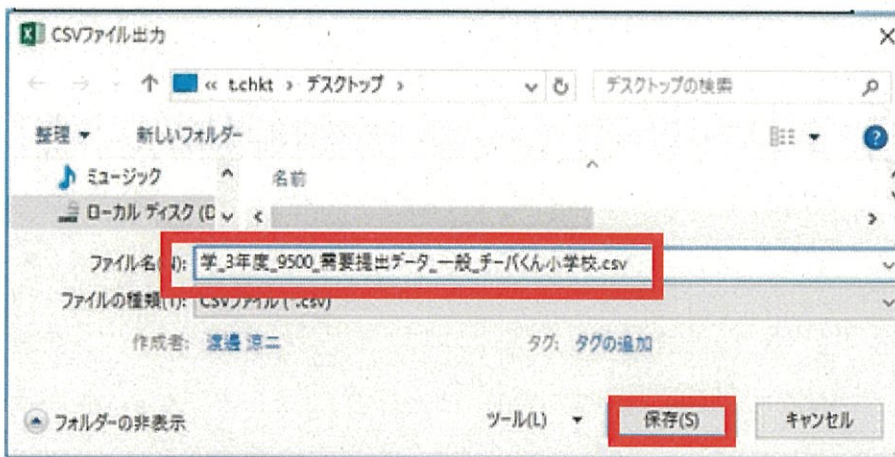 CSVファイル出力
« t.chkt › デスクトップ ›
デスクトップの検索
整理
新しいフォルダー
ミュージック
名前
ローカル ディスク (C
ファイル名(N):
学_3年度_9500_需要提出データ_一般_チーバくん小学校.csv
ファイルの種類(T):
CSVファイル (*.csv)
作成者: 渡邊 涼二
タグ: タグの追加
フォルダーの非表示
ツール(L)
保存(S)
キャンセル